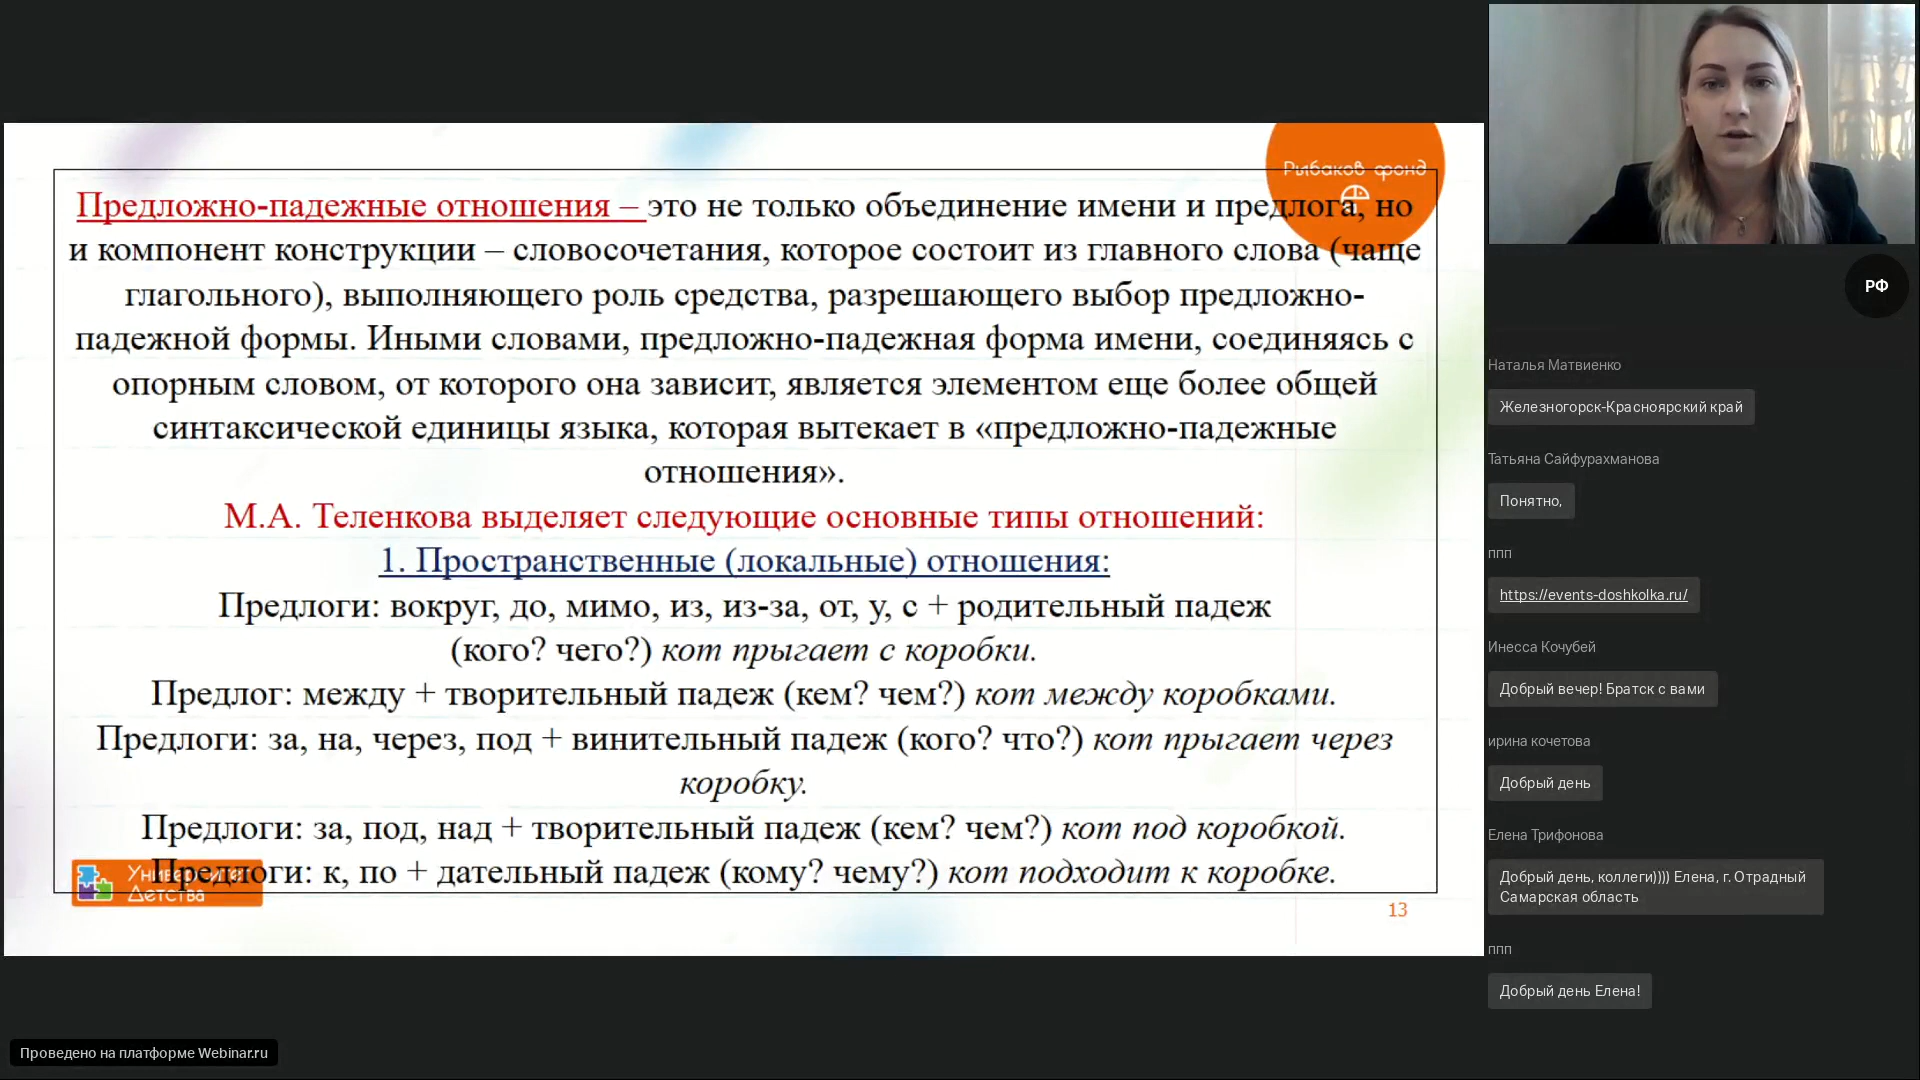 Рыбаков фонд
Предложно-падежные отношения – это не только объединение имени и предлога, но
и компонент конструкции – словосочетания, которое состоит из главного слова (чаще
глагольного), выполняющего роль средства, разрешающего выбор предложно-
падежной формы. Иными словами, предложно-падежная форма имени, соединяясь с
опорным словом, от которого она зависит, является элементом еще более общей
синтаксической единицы языка, которая вытекает в «предложно-падежные
отношения».
М.А. Теленкова выделяет следующие основные типы отношений:
1. Пространственные (локальные) отношения:
Предлоги: вокруг, до, мимо, из, из-за, от, у, с + родительный падеж
(кого? чего?) кот прыгает с коробки.
Предлог: между + творительный падеж (кем? чем?) кот между коробками.
Предлоги: за, на, через, под + винительный падеж (кого? что?) кот прыгает через
коробку.
Предлоги: за, под, над + творительный падеж (кем? чем?) кот под коробкой.
Предлоги: к, по + дательный падеж (кому? чему?) кот подходит к коробке.
Университет
Детства
13
РФ
Наталья Матвиенко
Железногорск-Красноярский край
Татьяна Сайфурахманова
Понятно,
ппп
https://events-doshkolka.ru/
Инесса Кочубей
Добрый вечер! Братск с вами
ирина кочетова
Добрый день
Елена Трифонова
Добрый день, коллеги)))) Елена, г. Отрадный
Самарская область
ппп
Добрый день Елена!
Проведено на платформе Webinar.ru